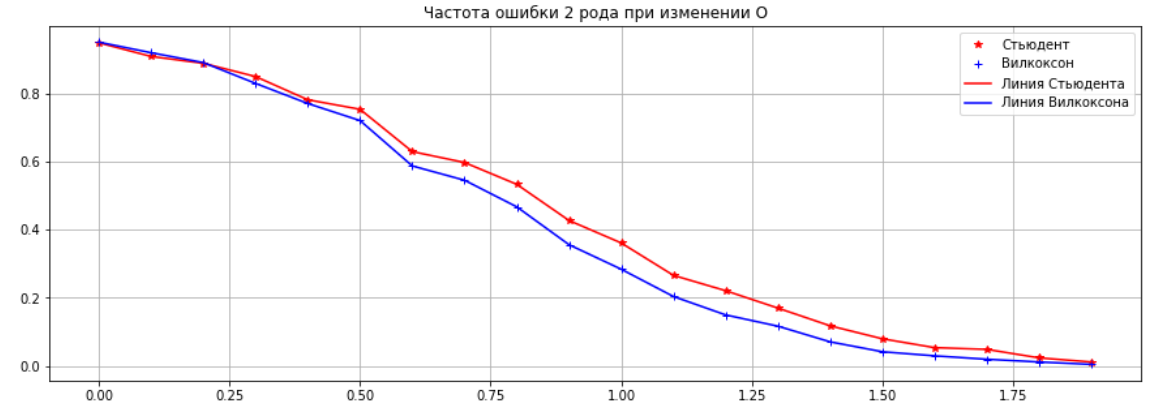 Частота ошибки 2 рода при изменении О
Стьюдент
Вилкоксон
Линия Стьюдента
Линия Вилкоксона
0.8
0.6
0.4
0.2
0.0
0.00 0.25 0.50 0.75 1.00 1.25 1.50 1.75